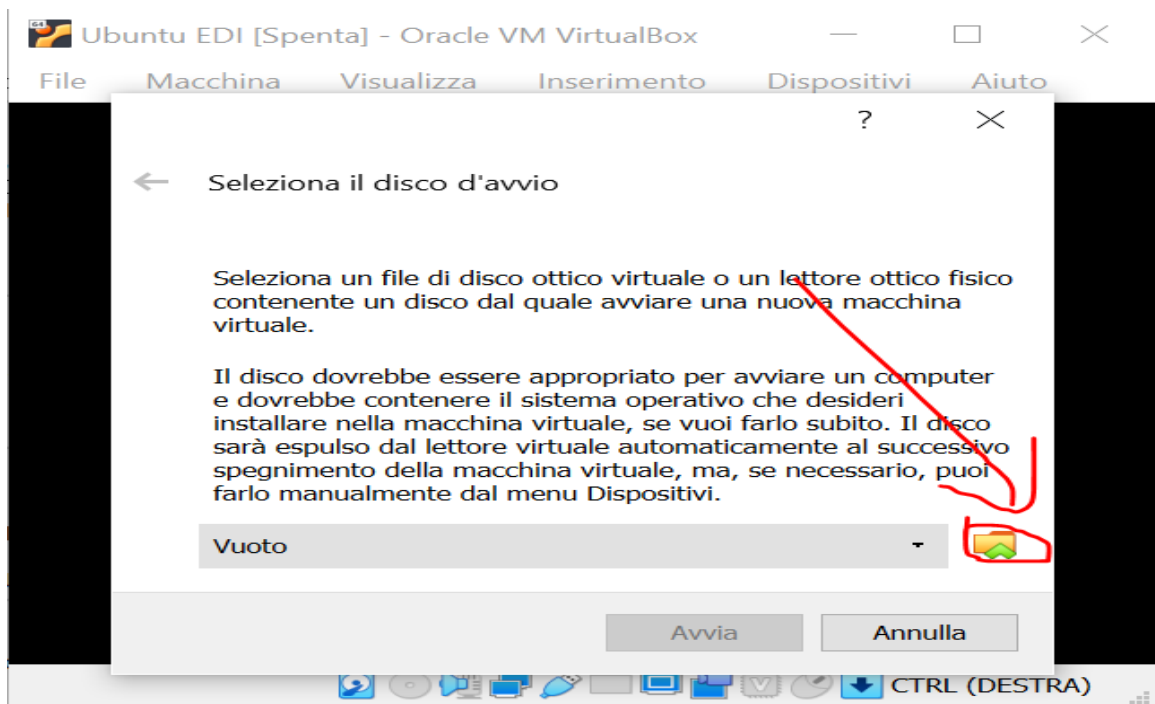 Ubuntu EDI [Spenta] - Oracle VM VirtualBox
File Macchina Visualizza Inserimento Dispositivi Aiuto
?
Seleziona il disco d'avvio
Seleziona un file di disco ottico virtuale o un lettore ottico fisico
contenente un disco dal quale avviare una nuova macchina
virtuale.
Il disco dovrebbe essere appropriato per avviare un computer
e dovrebbe contenere il sistema operativo che desideri
installare nella macchina virtuale, se vuoi farlo subito. Il disco
sarà espulso dal lettore virtuale automaticamente al successivo
spegnimento della macchina virtuale, ma, se necessario, puoi
farlo manualmente dal menu Dispositivi.
Vuoto
Avvia Annulla
CTRL (DESTRA)